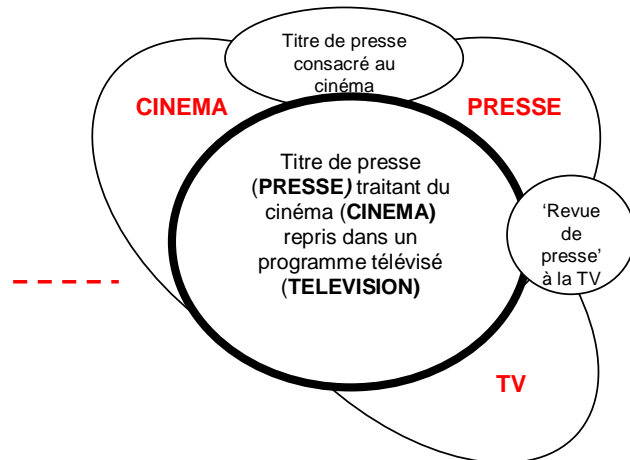 Titre de presse
consacré au
cinéma
CINEMA
PRESSE
Titre de presse
(PRESSE) traitant du
cinéma (CINEMA)
repris dans un
programme télévisé
(TELEVISION)
‘Revue
de
presse’
à la TV
TV